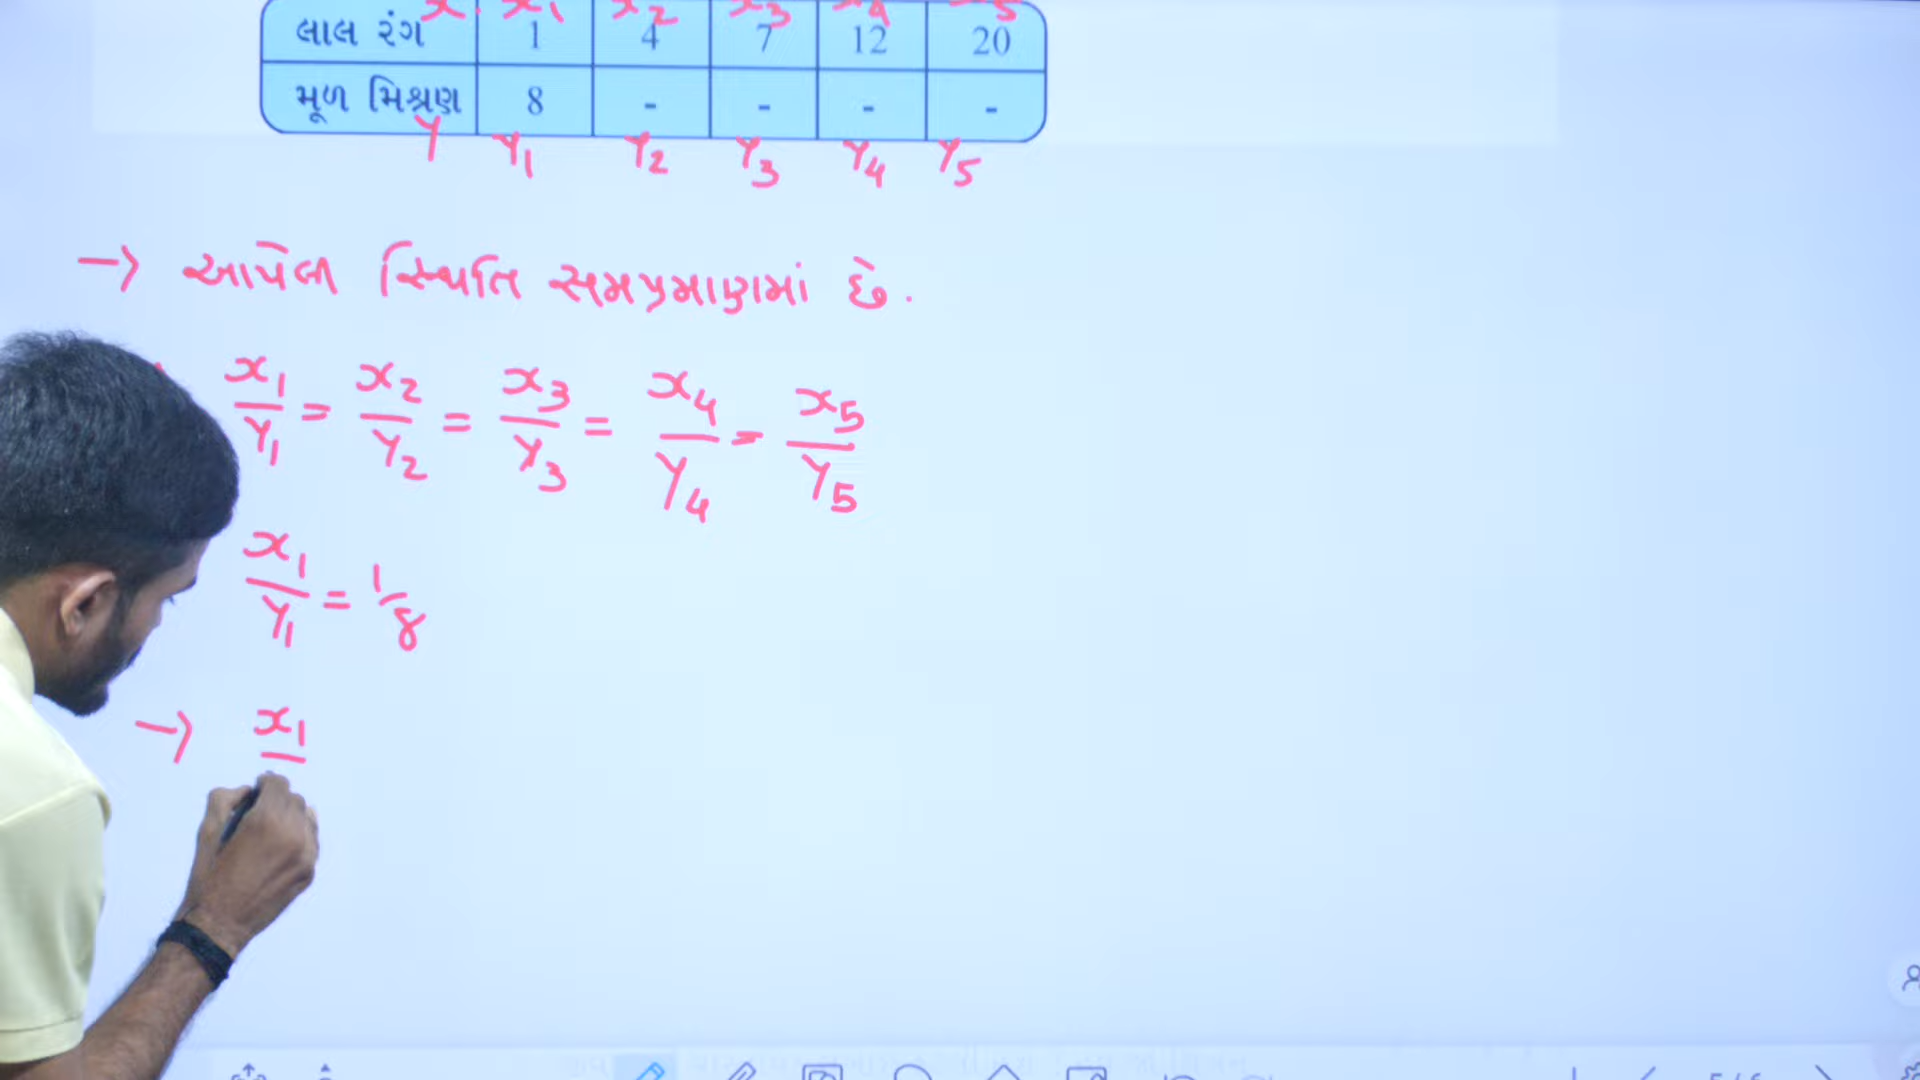 x x1 x2 x3 x4 x5
લાલ રંગ 1 4 7 12 20
મૂળ મિશ્રણ 8 - - - -
y y1 y2 y3 y4 y5
→ આપેલી સ્થિતિ સમપ્રમાણમાં છે.
x1/y1 = x2/y2 = x3/y3 = x4/y4 = x5/y5
x1/y1 = 1/8
→ x1